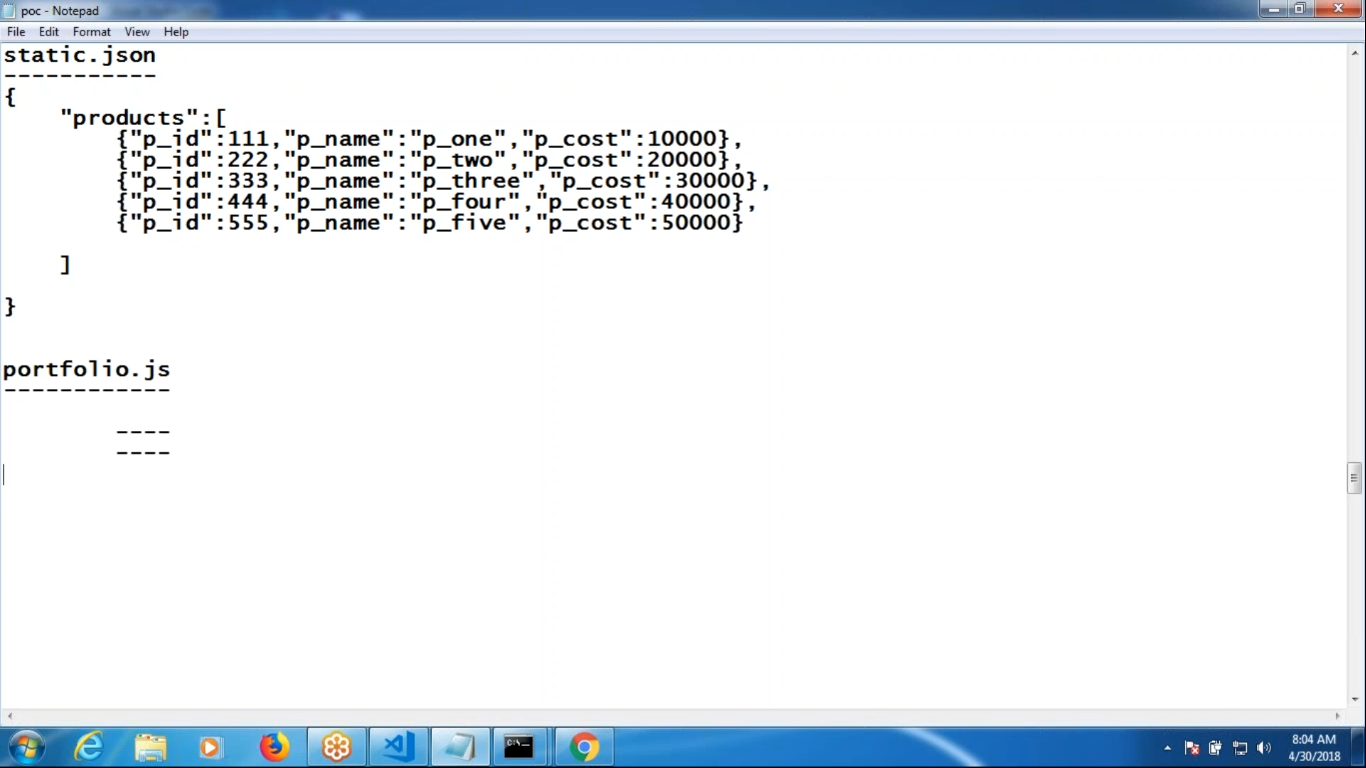 poc - Notepad
File Edit Format View Help
static.json
-----------
{
"products":[
{"p_id":111,"p_name":"p_one","p_cost":10000},
{"p_id":222,"p_name":"p_two","p_cost":20000},
{"p_id":333,"p_name":"p_three","p_cost":30000},
{"p_id":444,"p_name":"p_four","p_cost":40000},
{"p_id":555,"p_name":"p_five","p_cost":50000}
]
}
portfolio.js
------------
----
----
8:04 AM
4/30/2018